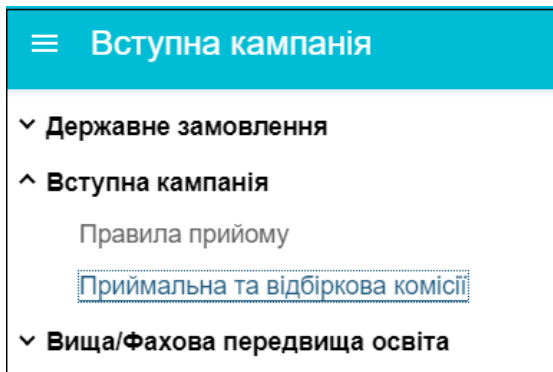 Вступна кампанія
Державне замовлення
Вступна кампанія
Правила прийому
Приймальна та відбіркова комісії
Вища/Фахова передвища освіта